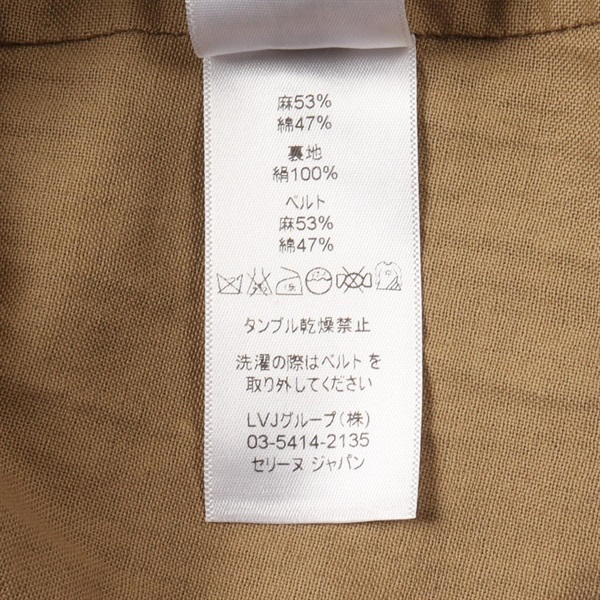 麻53%
綿47%
裏地
絹100%
ベルト
麻53%
綿47%
タンブル乾燥禁止
洗濯の際はベルトを
取り外してください
LVJグループ(株)
03-5414-2135
セリーヌ ジャパン